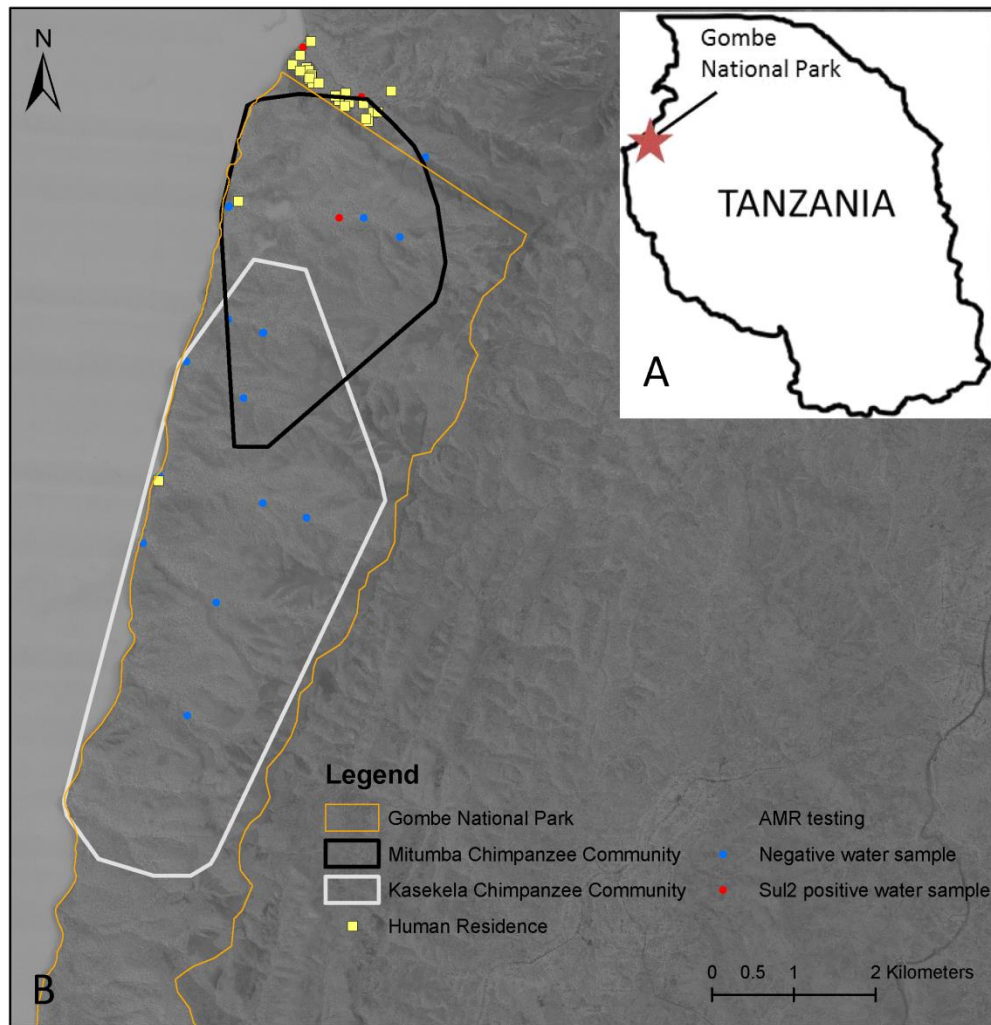 N
Gombe
National Park
TANZANIA
A
Legend
Gombe National Park
AMR testing
Mitumba Chimpanzee Community
Negative water sample
Kasekela Chimpanzee Community
Sul2 positive water sample
Human Residence
B
0 0.5 1 2 Kilometers